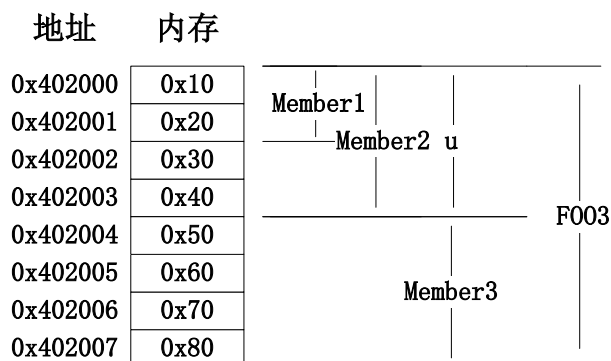 地址 内存
0x402000 0x10
0x402001 0x20 Member1
0x402002 0x30 Member2 u
0x402003 0x40
0x402004 0x50 FOO3
0x402005 0x60
0x402006 0x70 Member3
0x402007 0x80